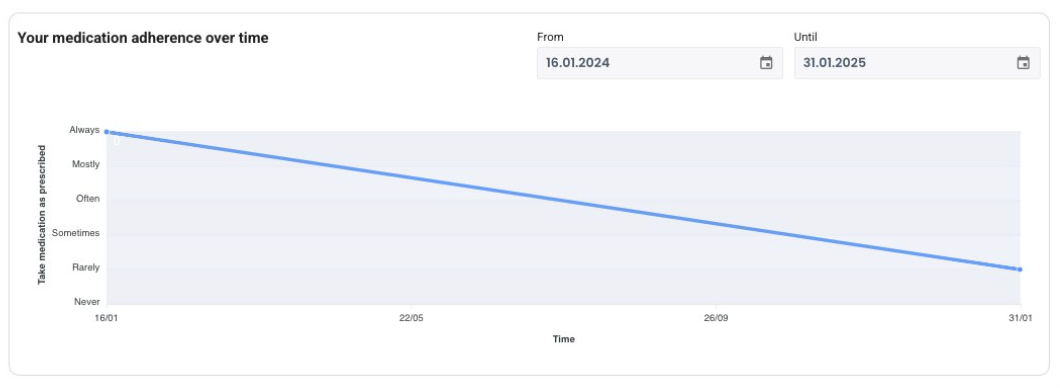 Your medication adherence over time
From
Until
16.01.2024
31.01.2025
Take medication as prescribed
Always
0
Mostly
Often
Sometimes
Rarely
Never
16/01
22/05
26/09
31/01
Time